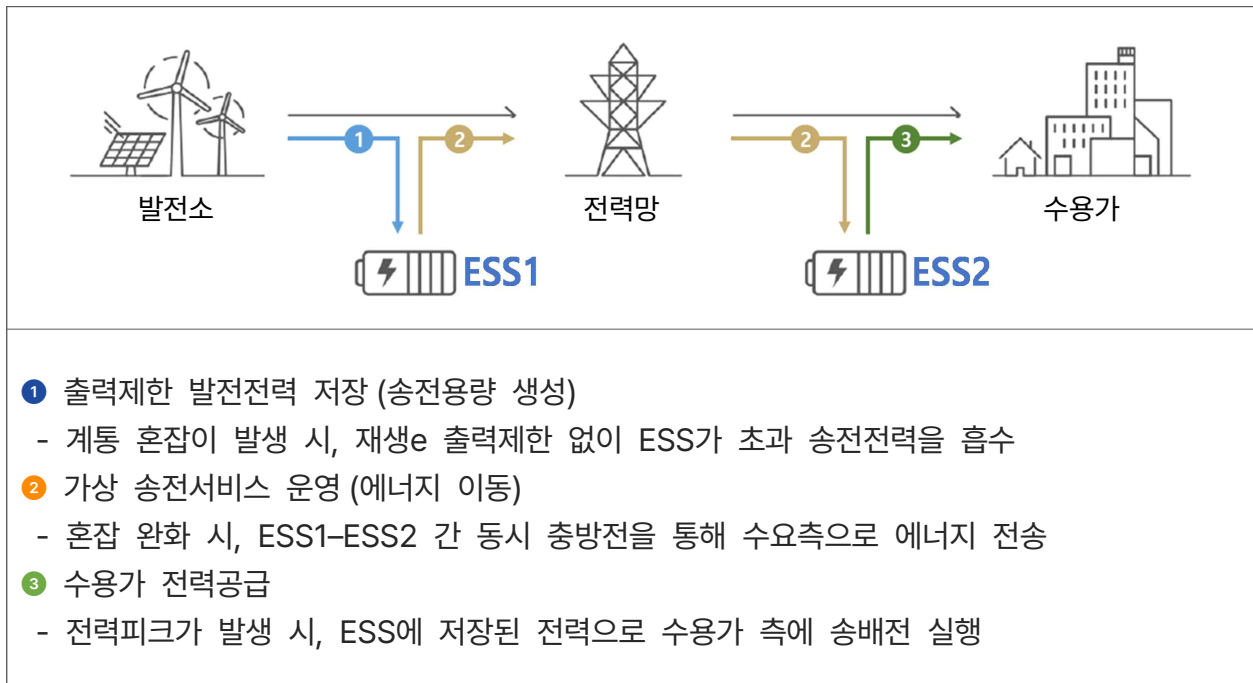 1 2 2 3
발전소 전력망 수용가
ESS1 ESS2
1 출력제한 발전전력 저장 (송전용량 생성)
- 계통 혼잡이 발생 시, 재생e 출력제한 없이 ESS가 초과 송전전력을 흡수
2 가상 송전서비스 운영 (에너지 이동)
- 혼잡 완화 시, ESS1–ESS2 간 동시 충방전을 통해 수요측으로 에너지 전송
3 수용가 전력공급
- 전력피크가 발생 시, ESS에 저장된 전력으로 수용가 측에 송배전 실행